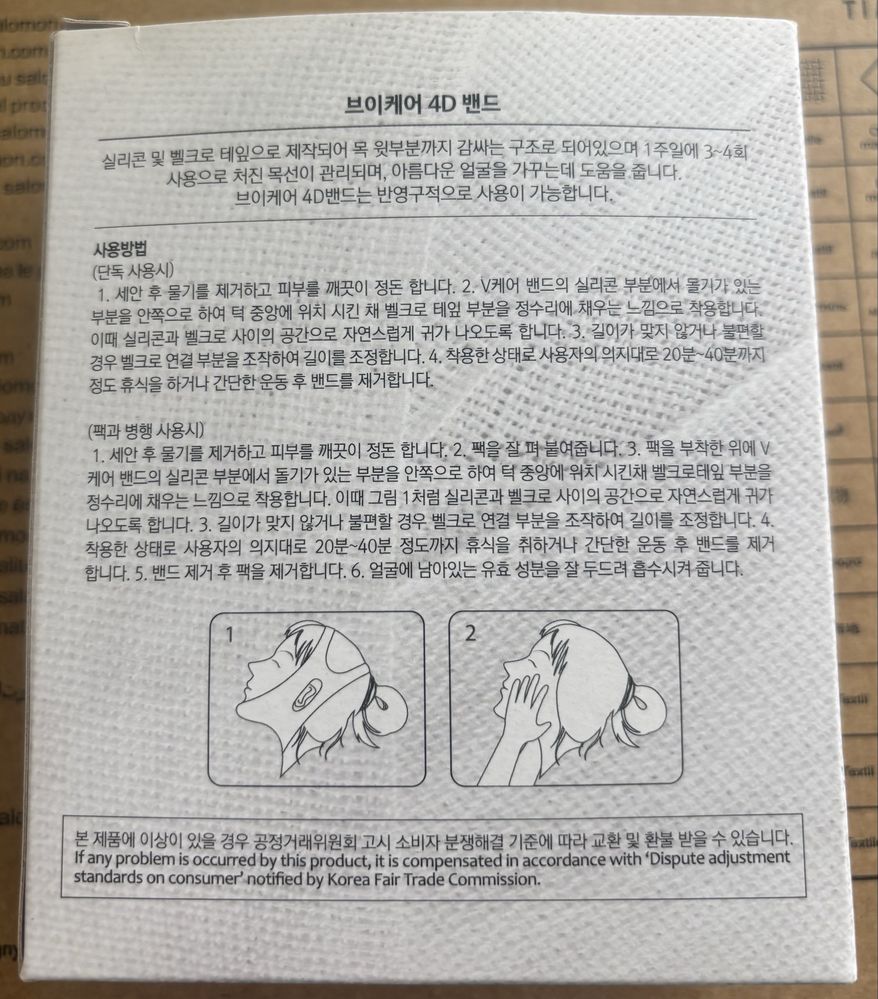 브이케어 4D 밴드
실리콘 및 벨크로 테잎으로 제작되어 목 윗부분까지 감싸는 구조로 되어있으며 1주일에 3~4회
사용으로 처진 목선이 관리되며, 아름다운 얼굴을 가꾸는데 도움을 줍니다.
브이케어 4D밴드는 반영구적으로 사용이 가능합니다.
사용방법
(단독 사용시)
1. 세안 후 물기를 제거하고 피부를 깨끗이 정돈 합니다. 2. V케어 밴드의 실리콘 부분에서 돌기가 있는
부분을 안쪽으로 하여 턱 중앙에 위치 시킨 채 벨크로 테잎 부분을 정수리에 채우는 느낌으로 착용합니다.
이때 실리콘과 벨크로 사이의 공간으로 자연스럽게 귀가 나오도록 합니다. 3. 길이가 맞지 않거나 불편할
경우 벨크로 연결 부분을 조작하여 길이를 조정합니다. 4. 착용한 상태로 사용자의 의지대로 20분~40분까지
정도 휴식을 하거나 간단한 운동 후 밴드를 제거합니다.
(팩과 병행 사용시)
1. 세안 후 물기를 제거하고 피부를 깨끗이 정돈 합니다. 2. 팩을 잘 펴 붙여줍니다. 3. 팩을 부착한 위에 V
케어 밴드의 실리콘 부분에서 돌기가 있는 부분을 안쪽으로 하여 턱 중앙에 위치 시킨채 벨크로테잎 부분을
정수리에 채우는 느낌으로 착용합니다. 이때 그림 1처럼 실리콘과 벨크로 사이의 공간으로 자연스럽게 귀가
나오도록 합니다. 3. 길이가 맞지 않거나 불편할 경우 벨크로 연결 부분을 조작하여 길이를 조정합니다. 4.
착용한 상태로 사용자의 의지대로 20분~40분 정도까지 휴식을 취하거나 간단한 운동 후 밴드를 제거
합니다. 5. 밴드 제거 후 팩을 제거합니다. 6. 얼굴에 남아있는 유효 성분을 잘 두드려 흡수시켜 줍니다.
1
2
본 제품에 이상이 있을 경우 공정거래위원회 고시 소비자 분쟁해결 기준에 따라 교환 및 환불 받을 수 있습니다.
If any problem is occurred by this product, it is compensated in accordance with ‘Dispute adjustment
standards on consumer’ notified by Korea Fair Trade Commission.